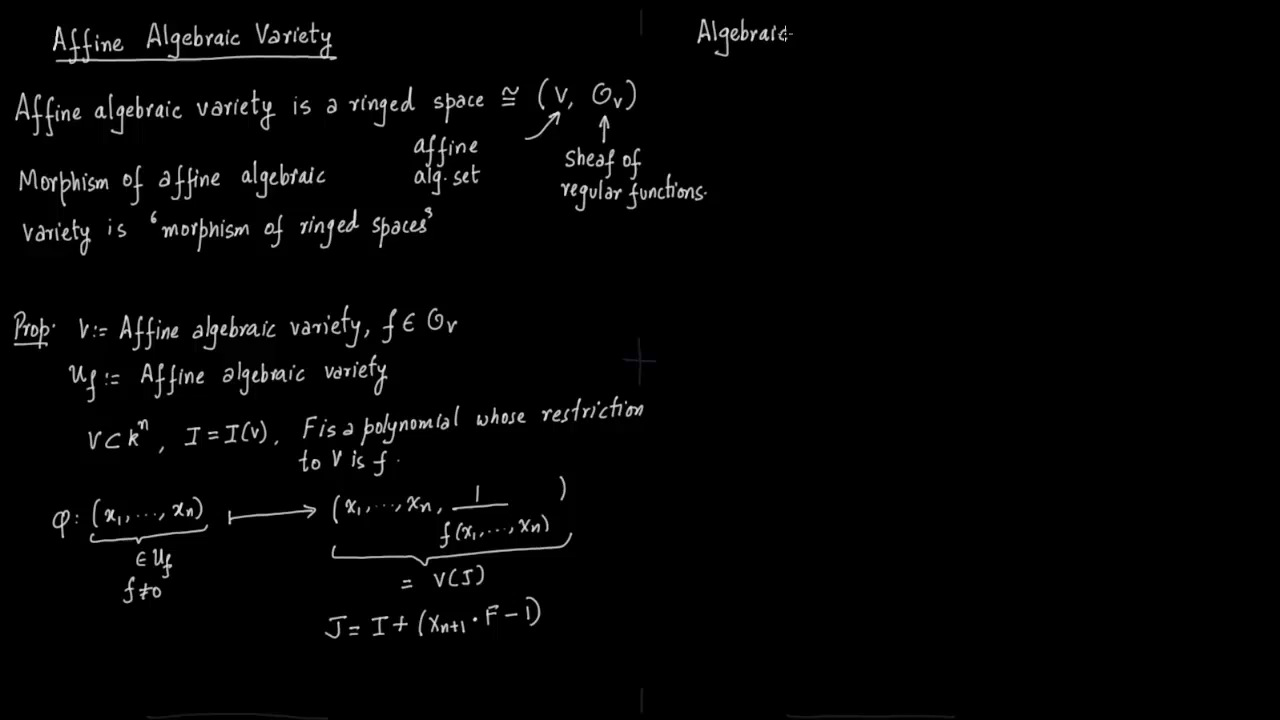 Affine Algebraic Variety
Affine algebraic variety is a ringed space ≅ (V, 𝒪_V)
affine
alg. set
Sheaf of
regular functions.
Morphism of affine algebraic
variety is 'morphism of ringed spaces'
Prop: V:= Affine algebraic variety, f ∈ 𝒪_V
U_f := Affine algebraic variety
V ⊂ k^n, I = I(V), F is a polynomial whose restriction
to V is f.
φ: (x_1, ..., x_n) ⟼ (x_1, ..., x_n, 1/f(x_1, ..., x_n))
∈ U_f
f≠0
= V(J)
J = I + (X_{n+1} · F - 1)
Algebraic